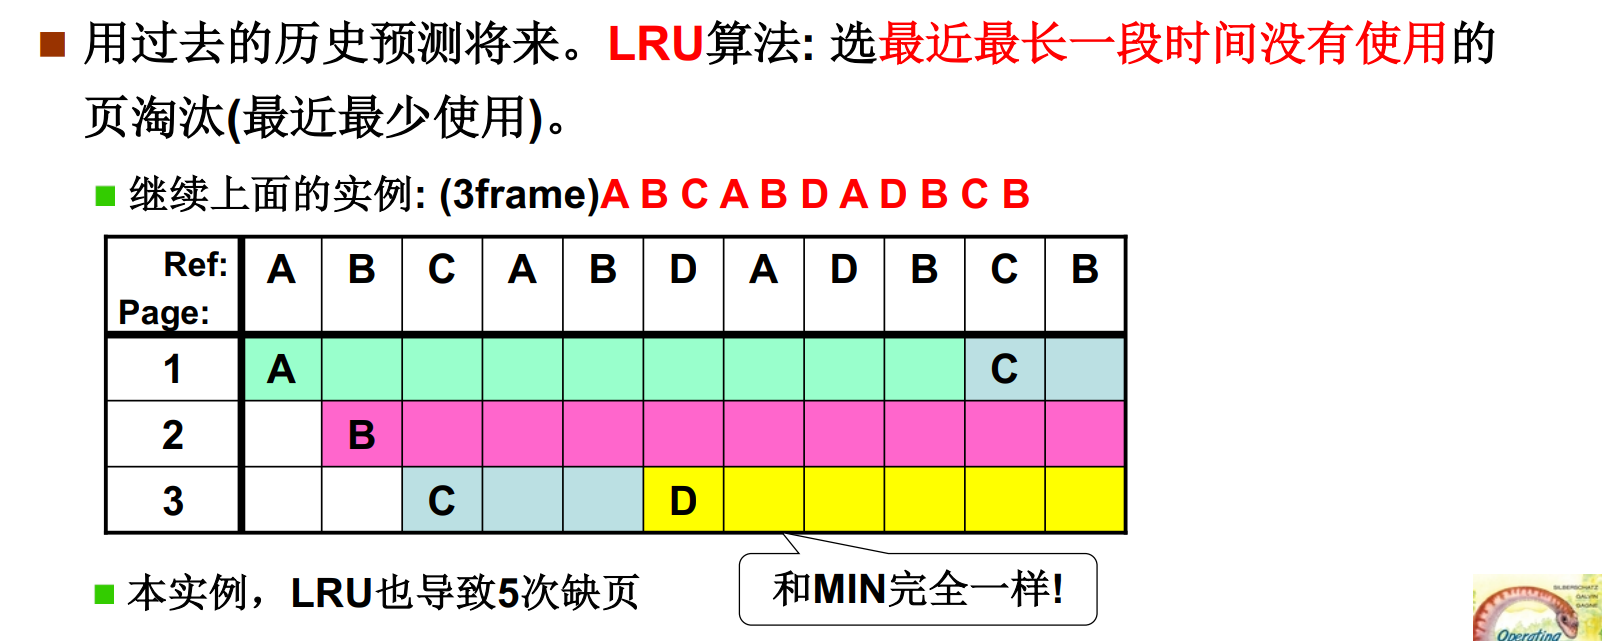 用过去的历史预测将来。LRU算法: 选最近最长一段时间没有使用的
页淘汰(最近最少使用)。
继续上面的实例: (3frame)A B C A B D A D B C B
Ref: A B C A B D A D B C B
Page:
1 A C
2 B
3 C D
和MIN完全一样!
本实例，LRU也导致5次缺页
SILBERSCHATZ
GALVIN
GAGNE
Operating